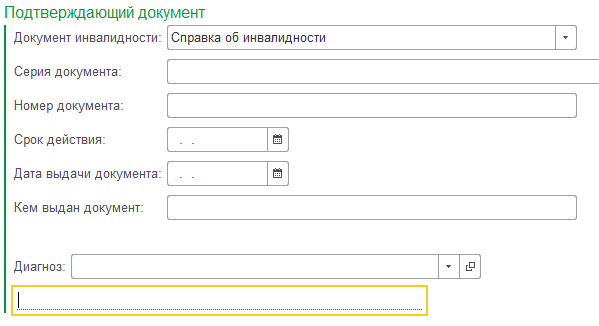 Подтверждающий документ
Документ инвалидности: Справка об инвалидности
Серия документа:
Номер документа:
Срок действия: . .
Дата выдачи документа: . .
Кем выдан документ:
Диагноз: